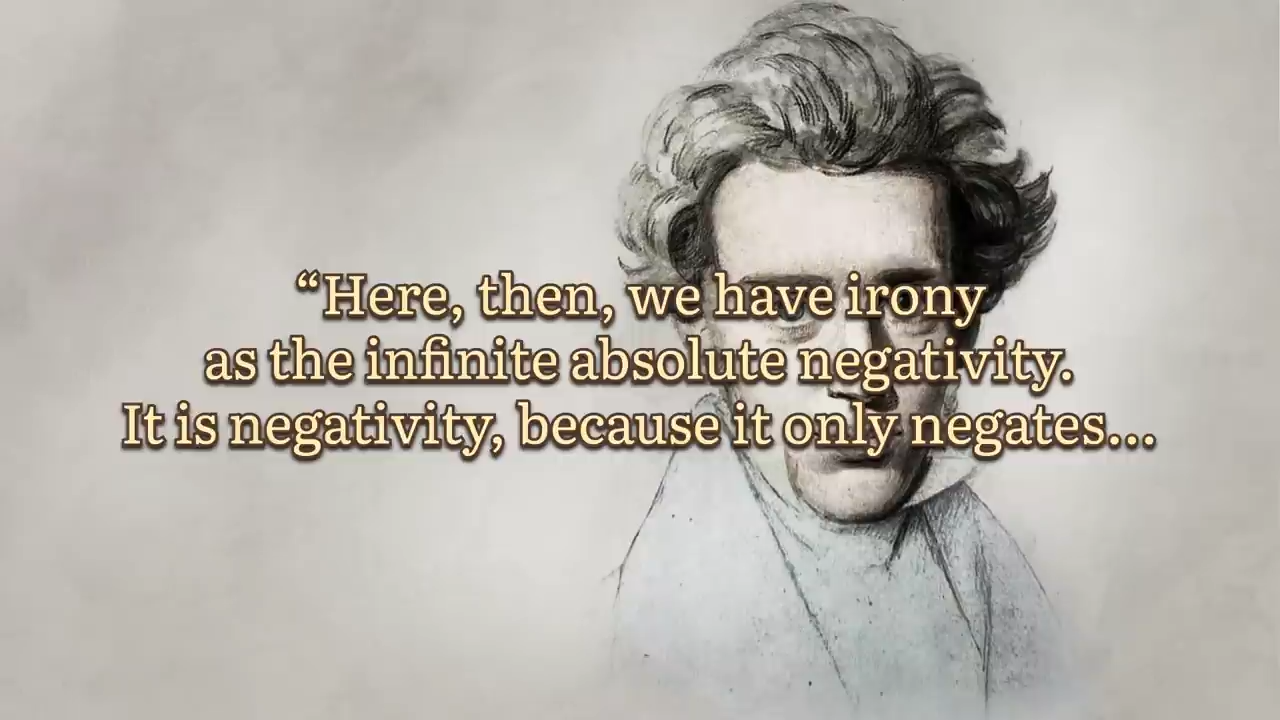 “Here, then, we have irony
as the infinite absolute negativity.
It is negativity, because it only negates...